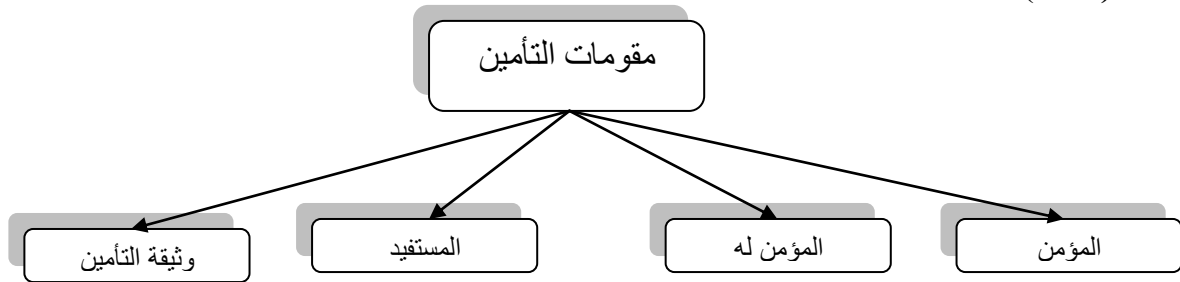 مقومات التأمين
المؤمن
المؤمن له
المستفيد
وثيقة التأمين